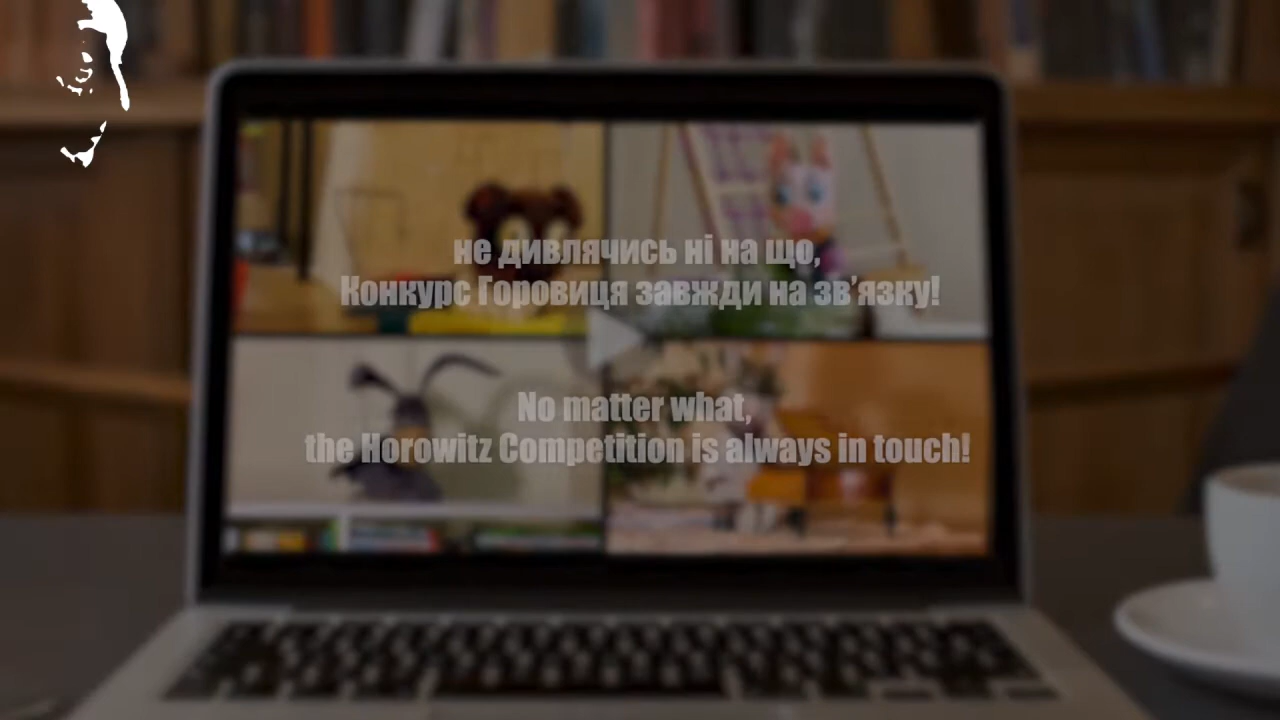 не дивлячись ні на що,
Конкурс Горовиця завжди на зв’язку!
No matter what,
the Horowitz Competition is always in touch!